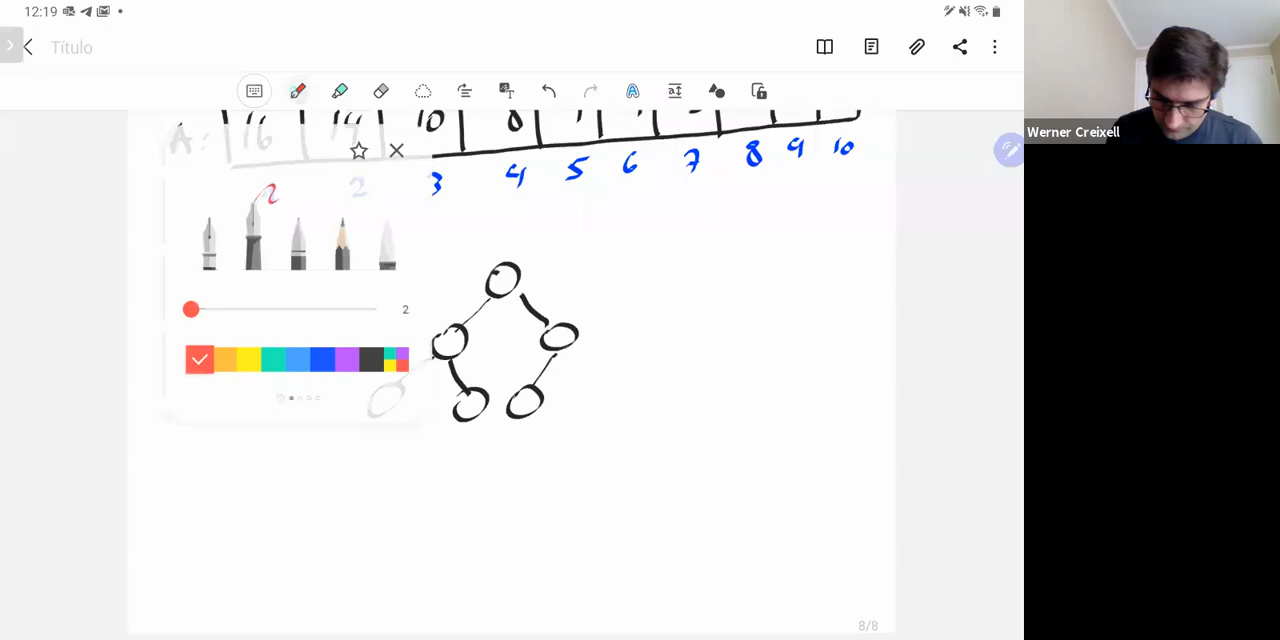 12:19
Título
A: 16 14 10 8
2 3 4 5 6 7 8 9 10
2
Werner Creixell
8/8